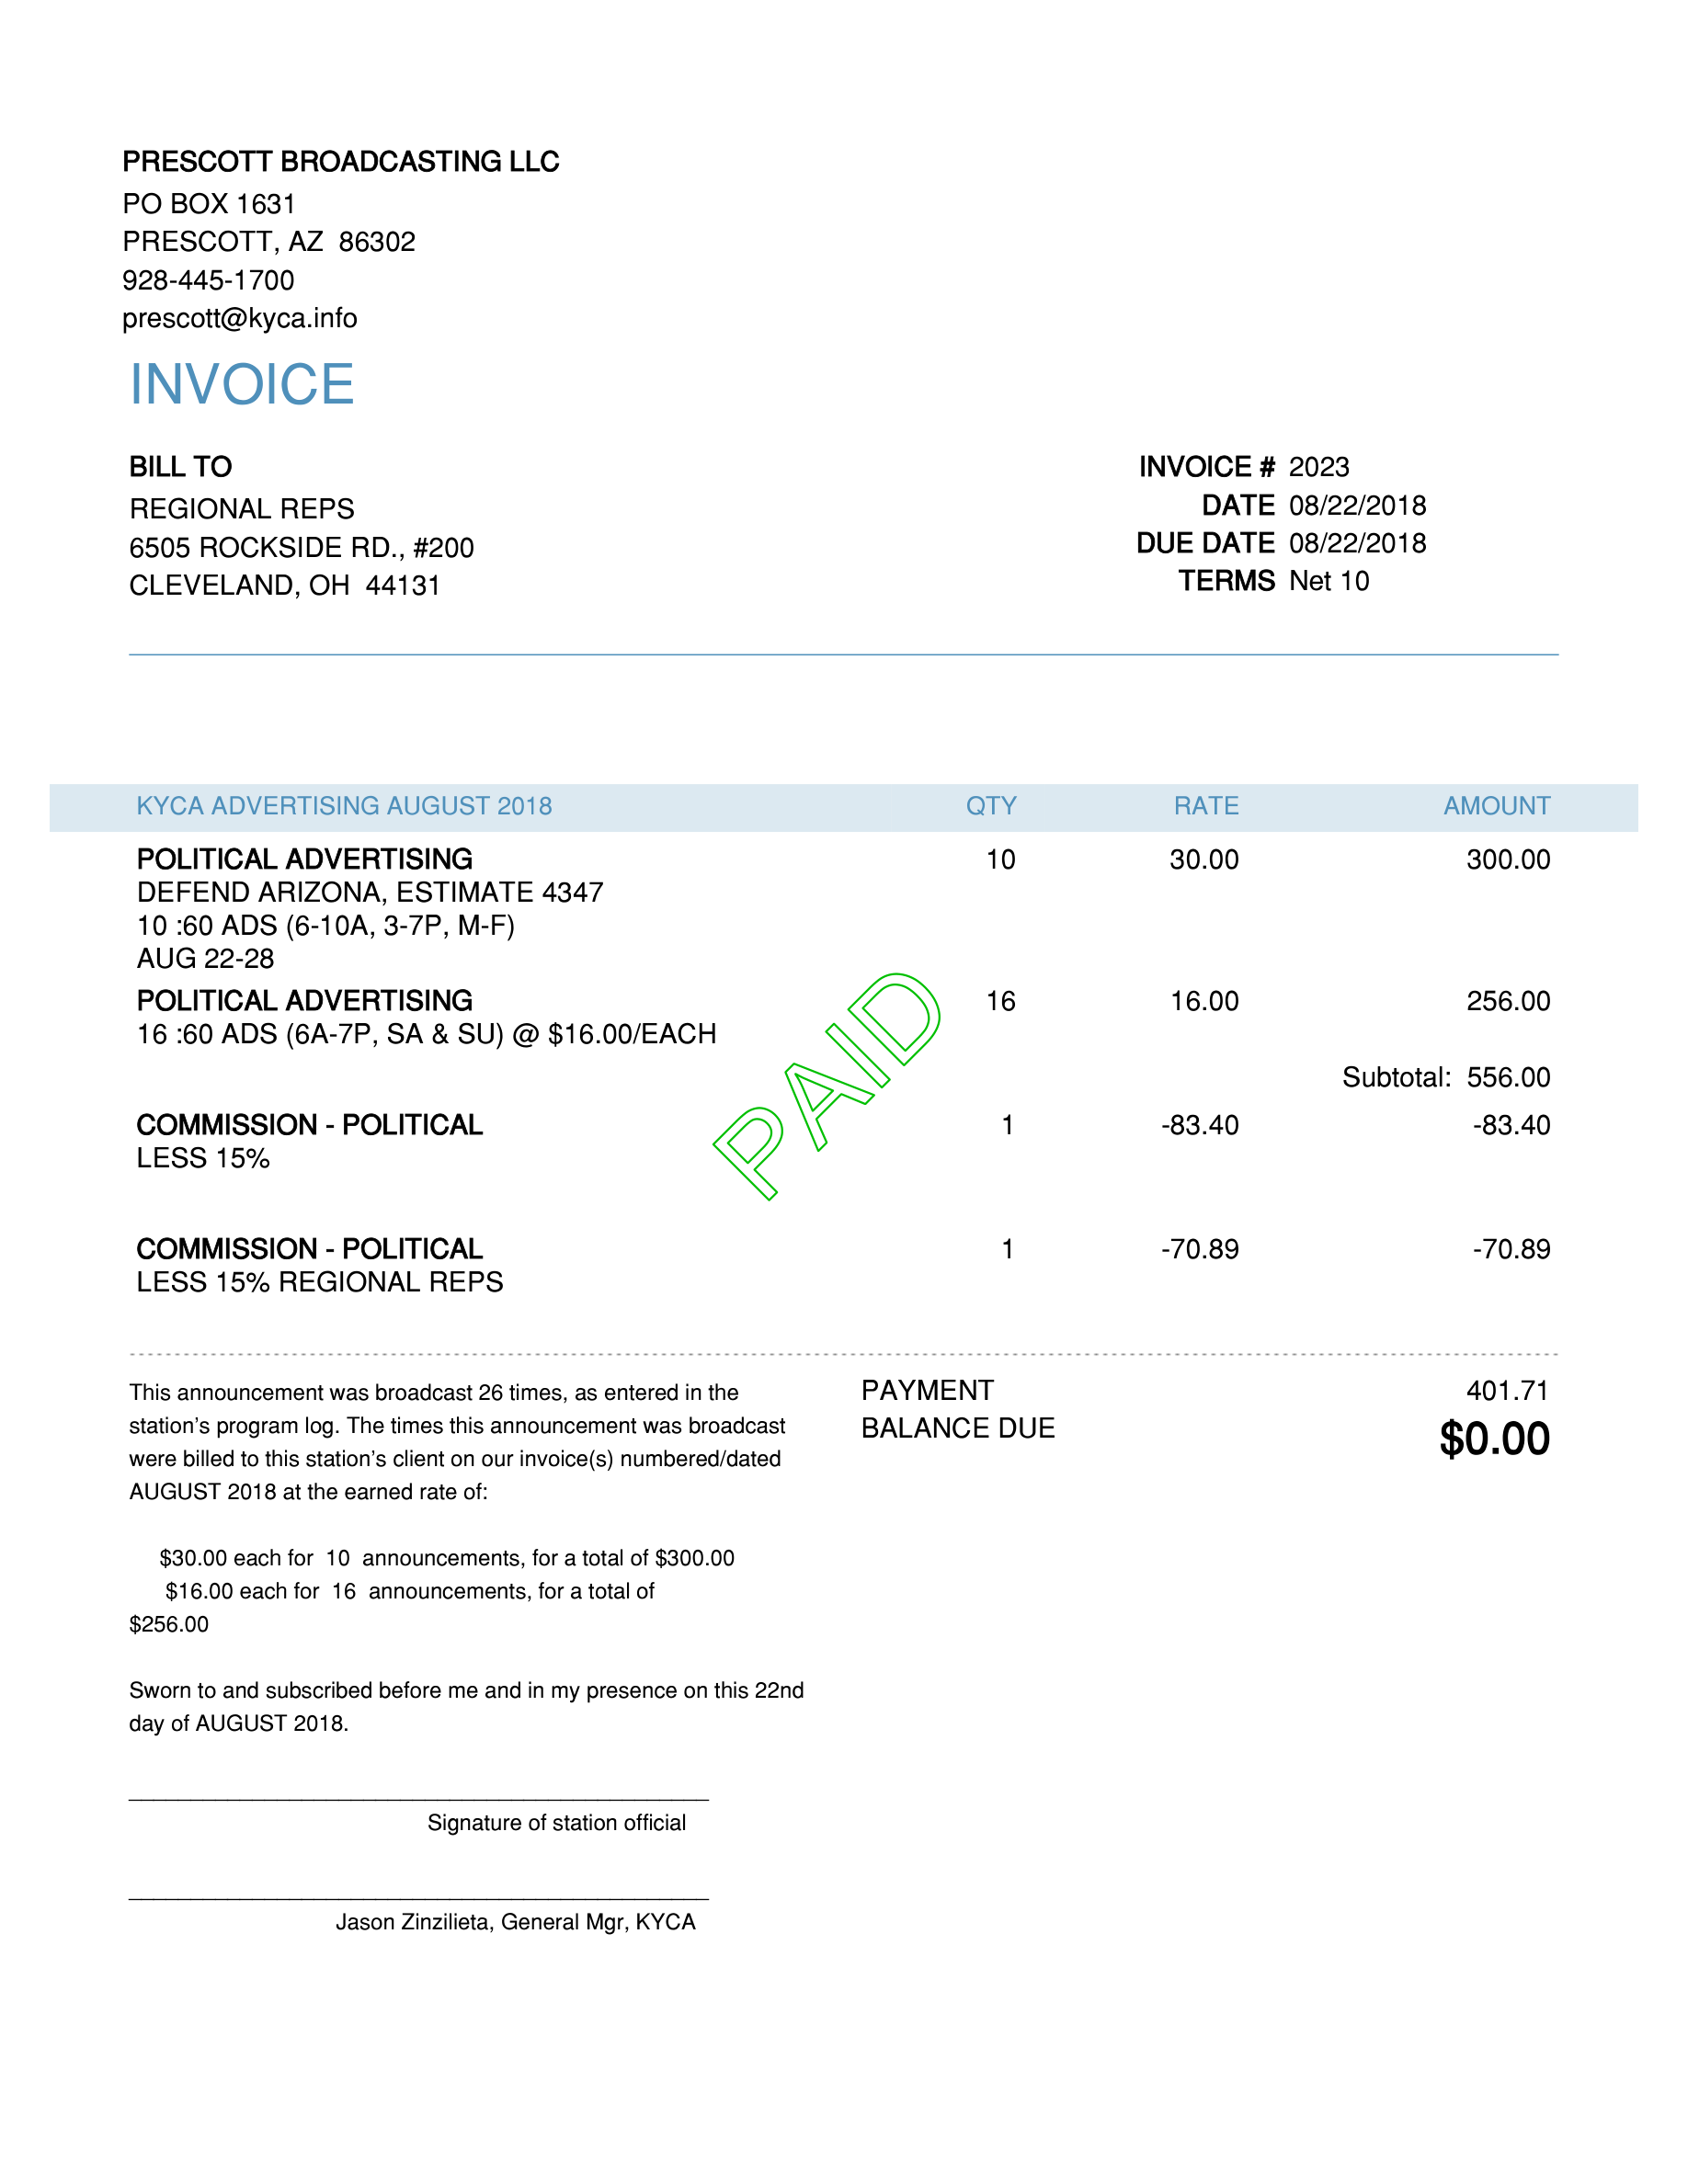 PRESCOTT BROADCASTING LLC
PO BOX 1631
PRESCOTT, AZ  86302
928-445-1700
prescott@kyca.info
INVOICE
BILL TO
REGIONAL REPS
6505 ROCKSIDE RD., #200
CLEVELAND, OH  44131
INVOICE # 2023
DATE 08/22/2018
DUE DATE 08/22/2018
TERMS Net 10
KYCA ADVERTISING AUGUST 2018 QTY RATE AMOUNT
POLITICAL ADVERTISING 10 30.00 300.00
DEFEND ARIZONA, ESTIMATE 4347
10 :60 ADS (6-10A, 3-7P, M-F)
AUG 22-28
POLITICAL ADVERTISING 16 16.00 256.00
16 :60 ADS (6A-7P, SA & SU) @ $16.00/EACH
Subtotal: 556.00
COMMISSION - POLITICAL 1 -83.40 -83.40
LESS 15%
PAID
COMMISSION - POLITICAL 1 -70.89 -70.89
LESS 15% REGIONAL REPS
This announcement was broadcast 26 times, as entered in the
station's program log. The times this announcement was broadcast
were billed to this station's client on our invoice(s) numbered/dated
AUGUST 2018 at the earned rate of:
$30.00 each for  10  announcements, for a total of $300.00
$16.00 each for  16  announcements, for a total of
$256.00
Sworn to and subscribed before me and in my presence on this 22nd
day of AUGUST 2018.
Signature of station official
Jason Zinzilieta, General Mgr, KYCA
PAYMENT 401.71
BALANCE DUE $0.00